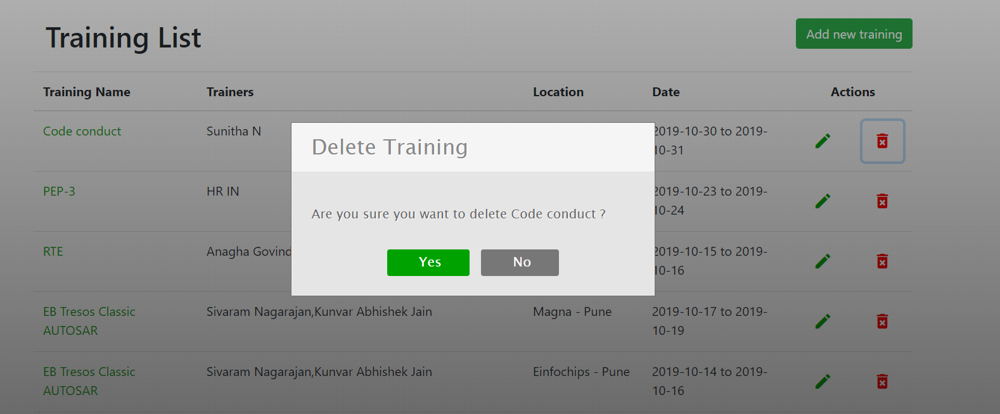 Training List
Add new training
Training Name Trainers Location Date Actions
Code conduct Sunitha N 2019-10-30 to 2019-
10-31
PEP-3 HR IN 2019-10-23 to 2019-
10-24
RTE Anagha Govind 2019-10-15 to 2019-
10-16
EB Tresos Classic Sivaram Nagarajan,Kunvar Abhishek Jain Magna - Pune 2019-10-17 to 2019-
AUTOSAR 10-19
EB Tresos Classic Sivaram Nagarajan,Kunvar Abhishek Jain Einfochips - Pune 2019-10-14 to 2019-
AUTOSAR 10-16
Delete Training
Are you sure you want to delete Code conduct ?
Yes No